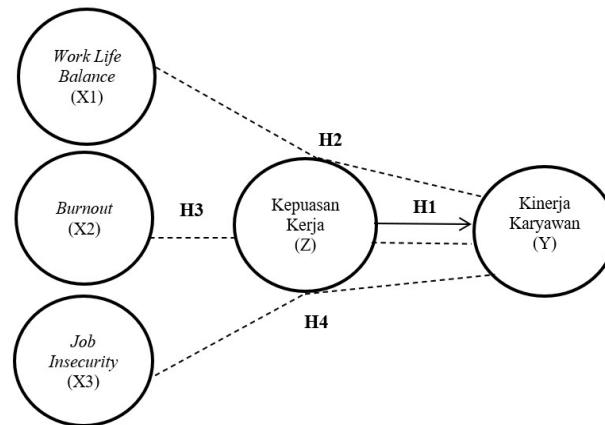 Work Life
Balance
(X1)
H2
Burnout
(X2)
H3
Kepuasan
Kerja
(Z)
H1
Kinerja
Karyawan
(Y)
H4
Job
Insecurity
(X3)